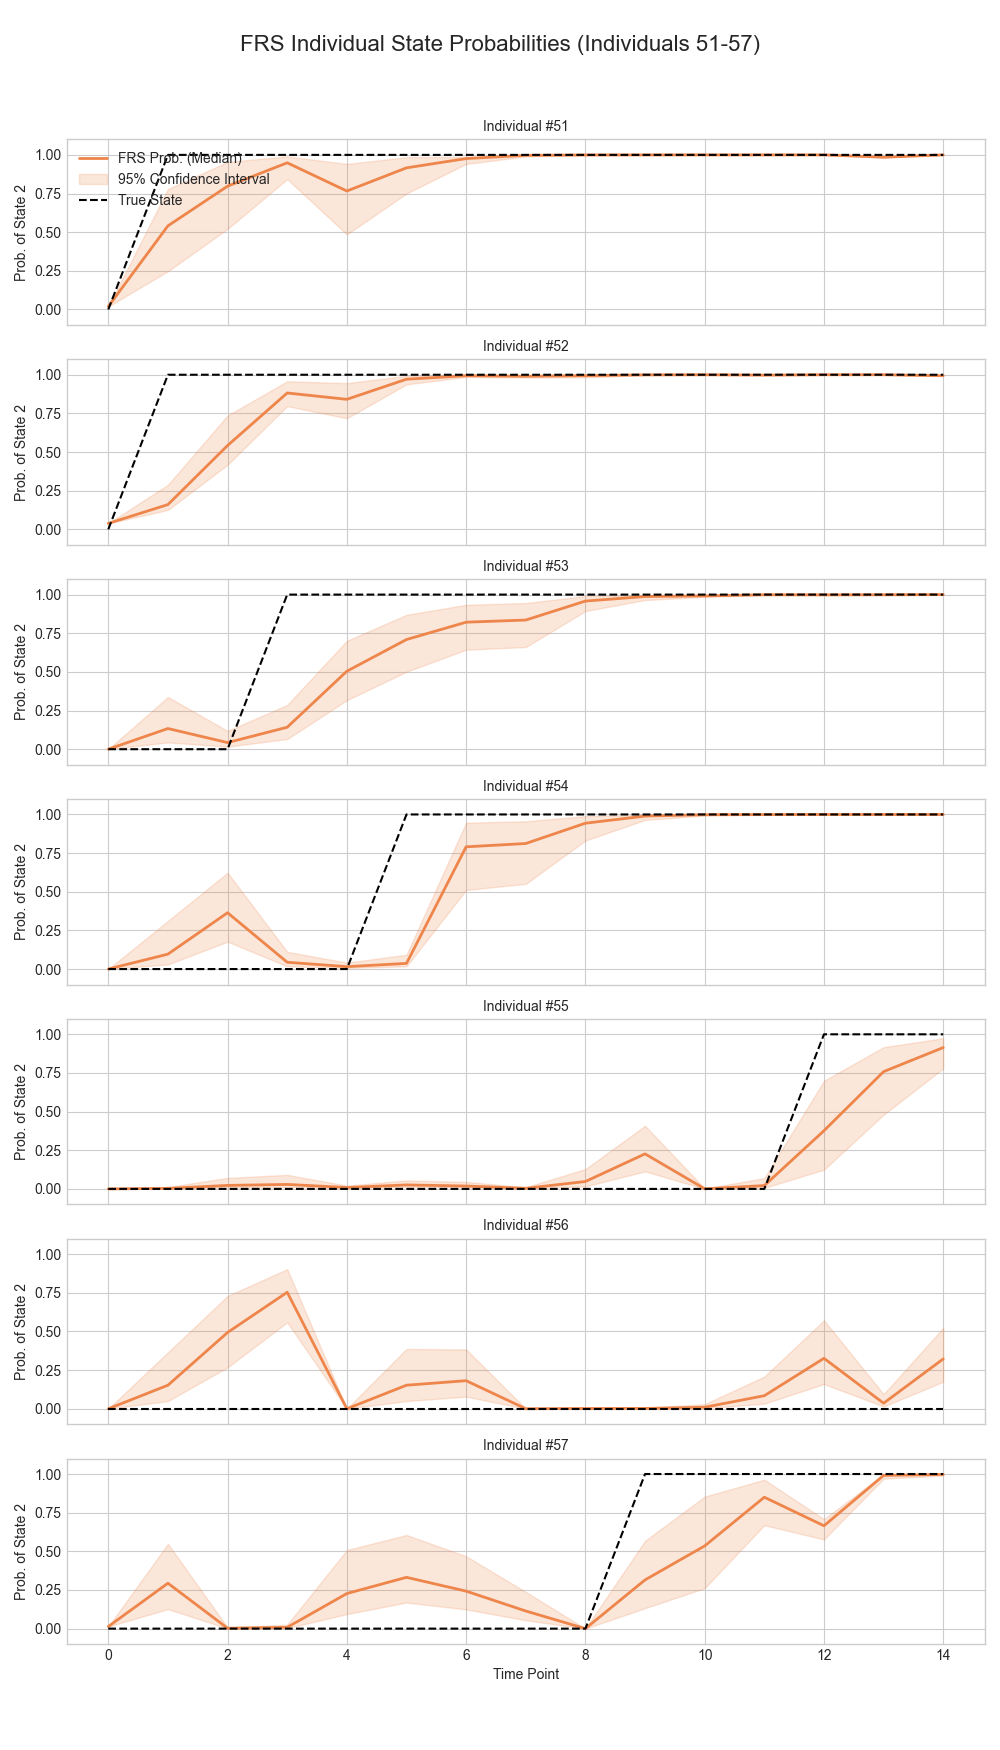 FRS Individual State Probabilities (Individuals 51-57)
Individual #51
FRS Prob. (Median)
95% Confidence Interval
True State
Prob. of State 2
1.00
0.75
0.50
0.25
0.00
Individual #52
Prob. of State 2
1.00
0.75
0.50
0.25
0.00
Individual #53
Prob. of State 2
1.00
0.75
0.50
0.25
0.00
Individual #54
Prob. of State 2
1.00
0.75
0.50
0.25
0.00
Individual #55
Prob. of State 2
1.00
0.75
0.50
0.25
0.00
Individual #56
Prob. of State 2
1.00
0.75
0.50
0.25
0.00
Individual #57
Prob. of State 2
1.00
0.75
0.50
0.25
0.00
0 2 4 6 8 10 12 14
Time Point